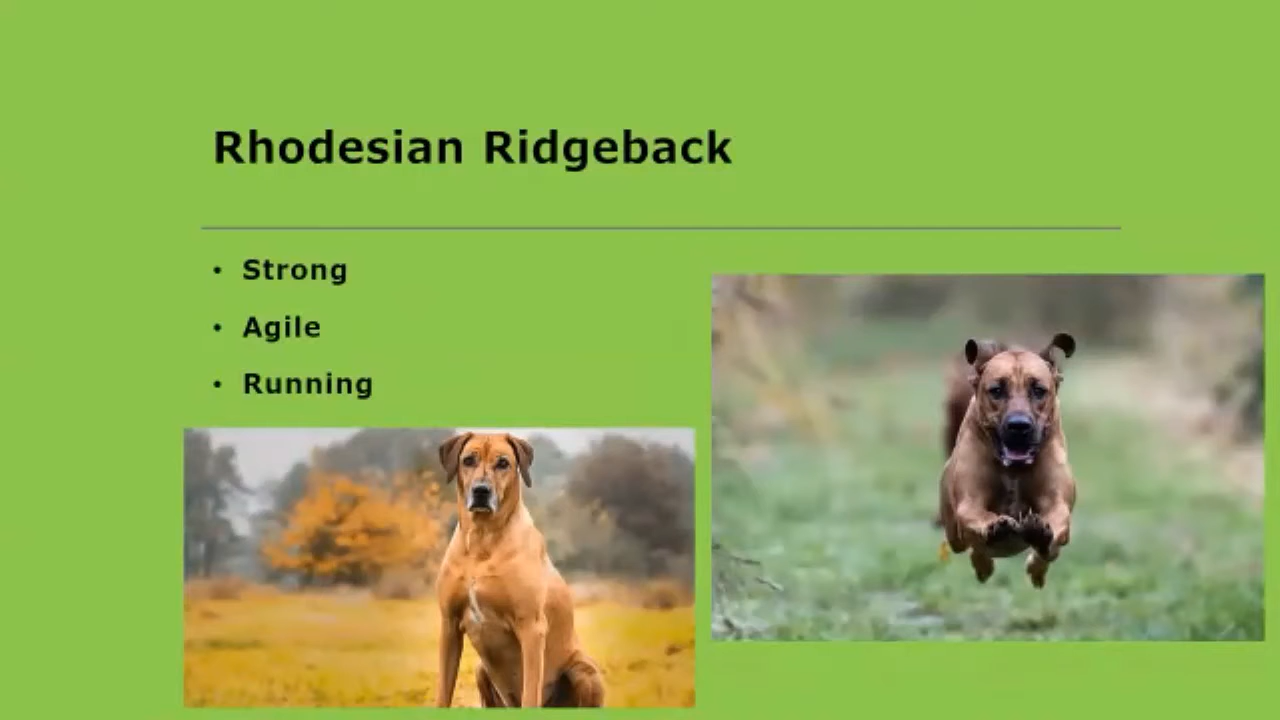 Rhodesian Ridgeback
• Strong
• Agile
• Running